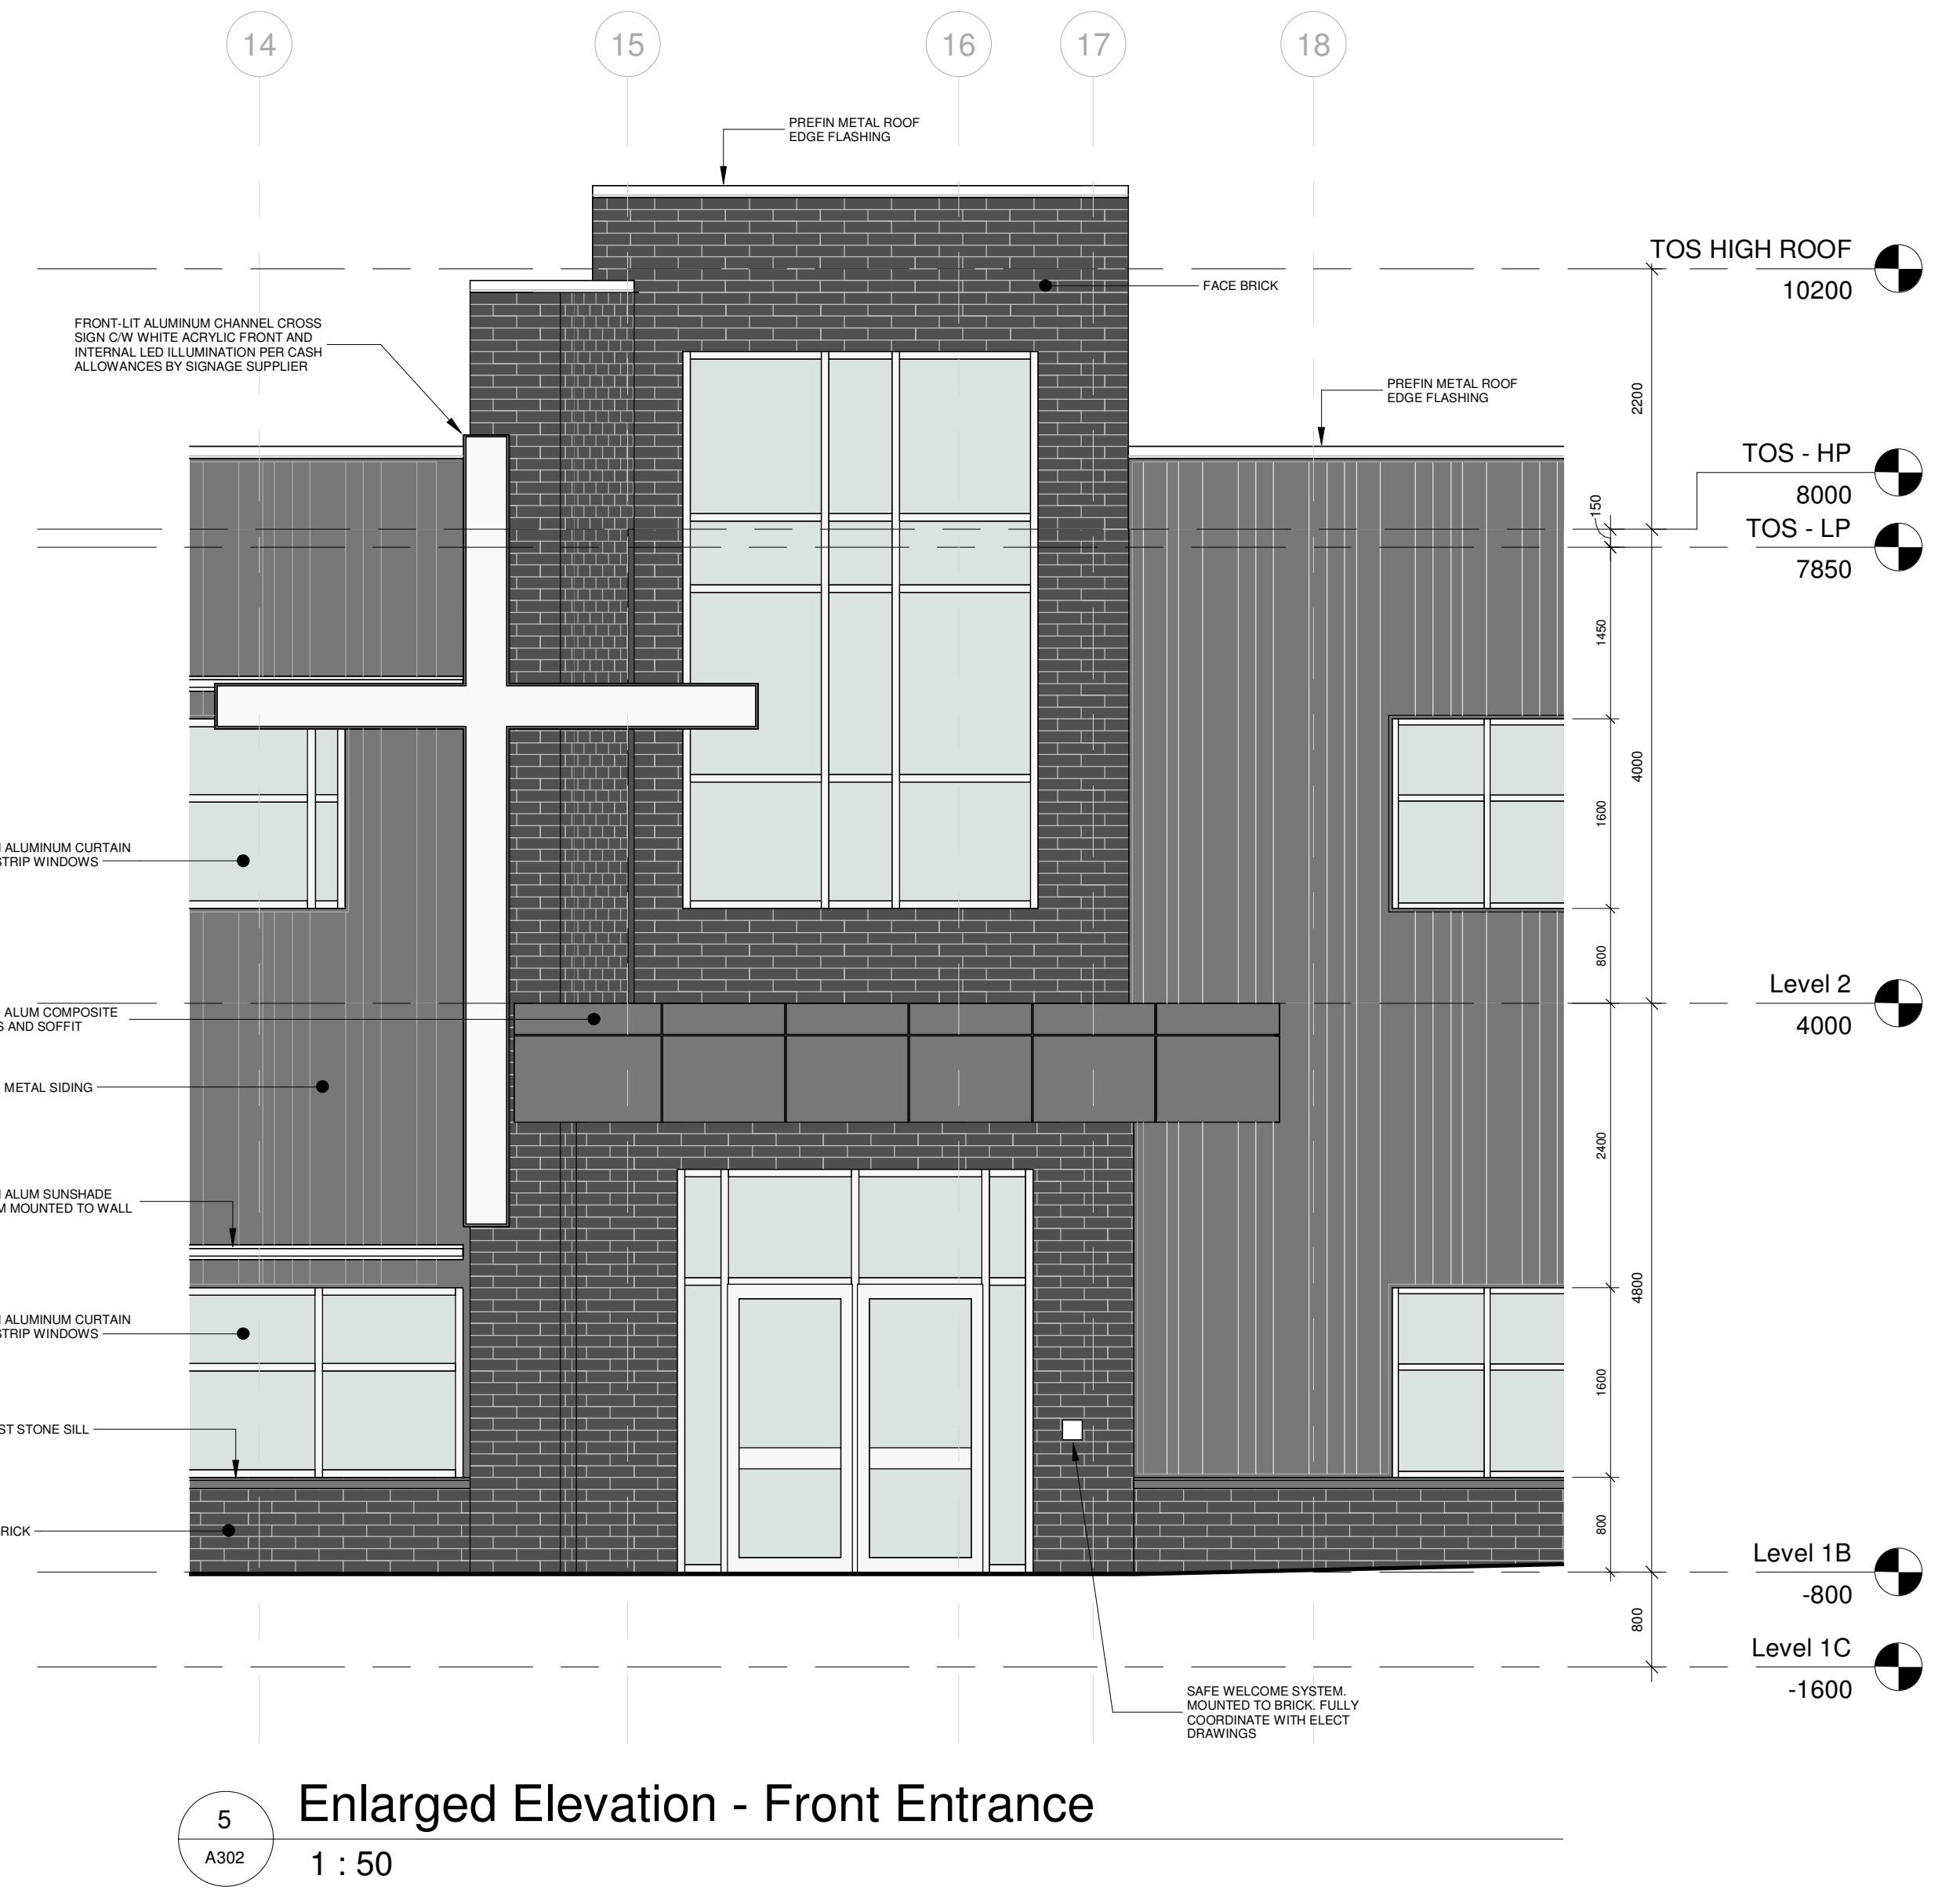 14
15
16
17
18
PREFIN METAL ROOF
EDGE FLASHING
TOS HIGH ROOF
10200
FACE BRICK
FRONT-LIT ALUMINUM CHANNEL CROSS
SIGN C/W WHITE ACRYLIC FRONT AND
INTERNAL LED ILLUMINATION PER CASH
ALLOWANCES BY SIGNAGE SUPPLIER
PREFIN METAL ROOF
EDGE FLASHING
2200
TOS - HP
8000
150
TOS - LP
7850
1450
4000
1600
ALUMINUM CURTAIN
STRIP WINDOWS
800
Level 2
4000
ALUM COMPOSITE
AND SOFFIT
METAL SIDING
2400
ALUM SUNSHADE
MOUNTED TO WALL
4800
ALUMINUM CURTAIN
STRIP WINDOWS
1600
STONE SILL
800
RICK
Level 1B
-800
800
Level 1C
-1600
SAFE WELCOME SYSTEM.
MOUNTED TO BRICK. FULLY
COORDINATE WITH ELECT
DRAWINGS
5
A302
Enlarged Elevation - Front Entrance
1 : 50